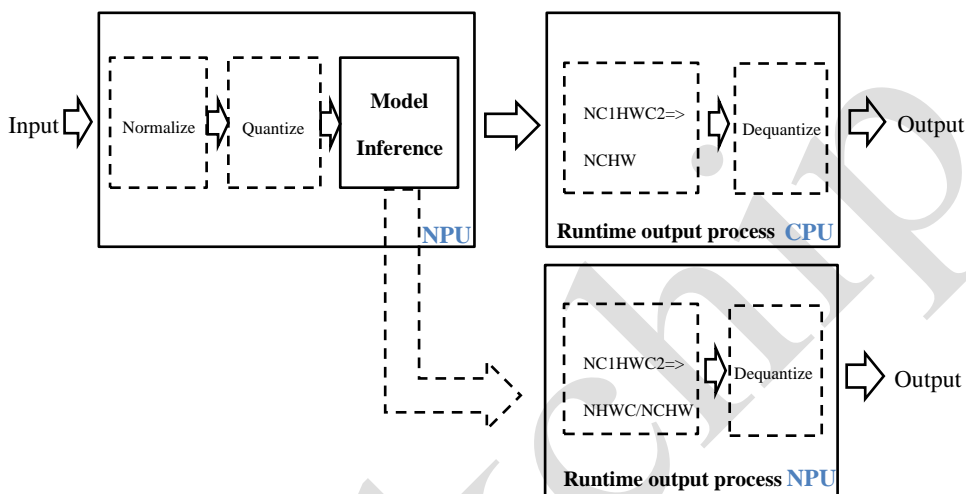 Input
Normalize
Quantize
Model
Inference
NPU
NC1HWC2=>
NCHW
Dequantize
Output
Runtime output process CPU
NC1HWC2=>
NHWC/NCHW
Dequantize
Output
Runtime output process NPU